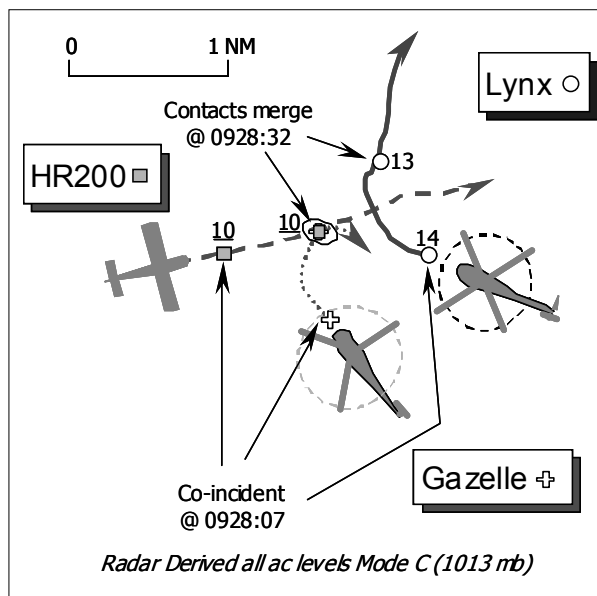 0 1 NM
Lynx
Contacts merge
@ 0928:32
13
HR200
10
10
14
Gazelle
Co-incident
@ 0928:07
Radar Derived all ac levels Mode C (1013 mb)